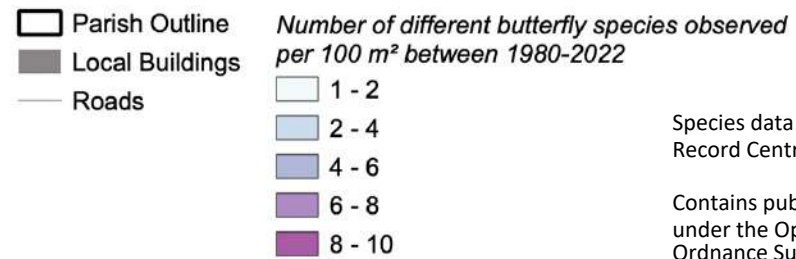 Parish Outline
Local Buildings
Roads
Number of different butterfly species observed
per 100 m² between 1980-2022
1 - 2
2 - 4
4 - 6
6 - 8
8 - 10
Species data
Record Centr
Contains pub
under the Op
Ordnance Su